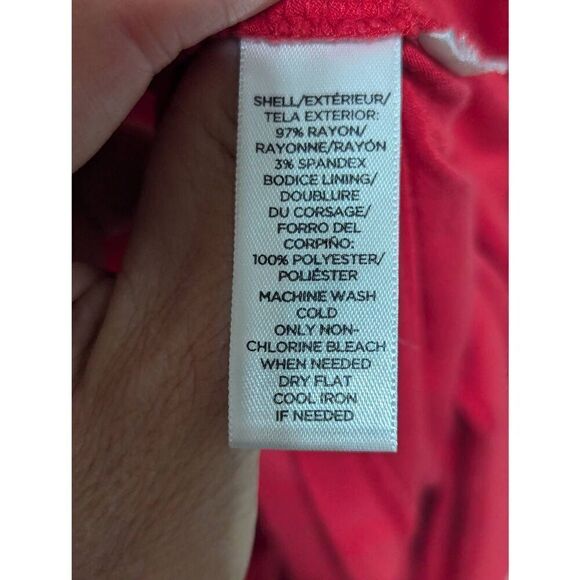 SHELL/EXTÉRIEUR/
TELA EXTERIOR:
97% RAYON/
RAYONNE/RAYÓN
3% SPANDEX
BODICE LINING/
DOUBLURE
DU CORSAGE/
FORRO DEL
CORPIÑO:
100% POLYESTER/
POLIÉSTER
MACHINE WASH
COLD
ONLY NON-
CHLORINE BLEACH
WHEN NEEDED
DRY FLAT
COOL IRON
IF NEEDED